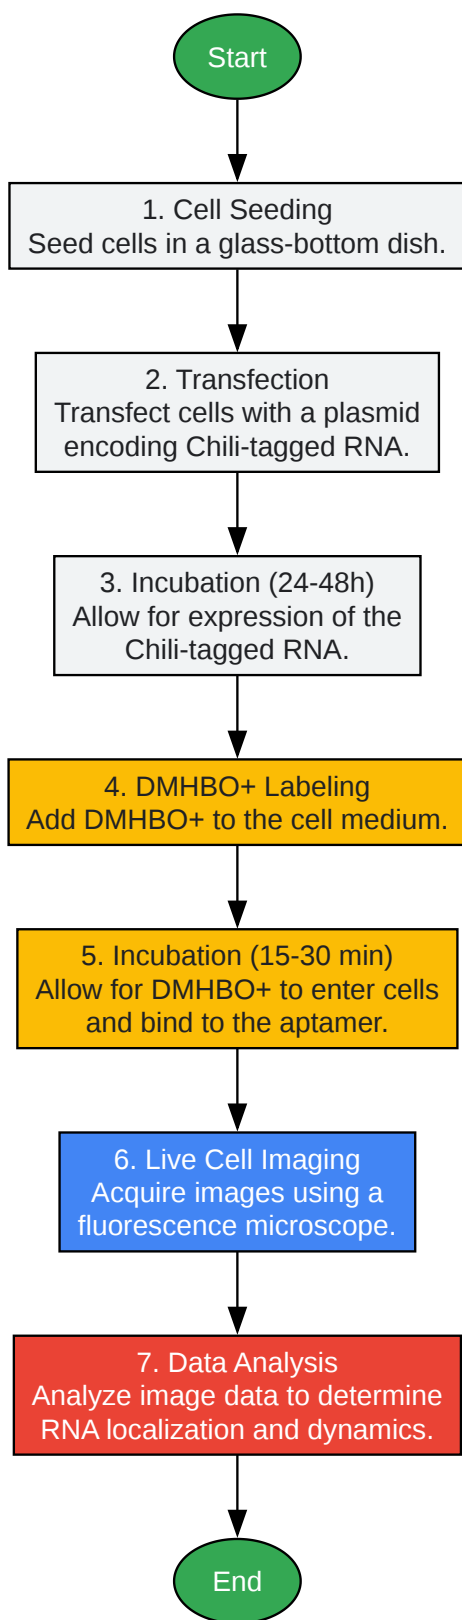 Start
1. Cell Seeding
Seed cells in a glass-bottom dish.
2. Transfection
Transfect cells with a plasmid
encoding Chili-tagged RNA.
3. Incubation (24-48h)
Allow for expression of the
Chili-tagged RNA.
4. DMHBO+ Labeling
Add DMHBO+ to the cell medium.
5. Incubation (15-30 min)
Allow for DMHBO+ to enter cells
and bind to the aptamer.
6. Live Cell Imaging
Acquire images using a
fluorescence microscope.
7. Data Analysis
Analyze image data to determine
RNA localization and dynamics.
End